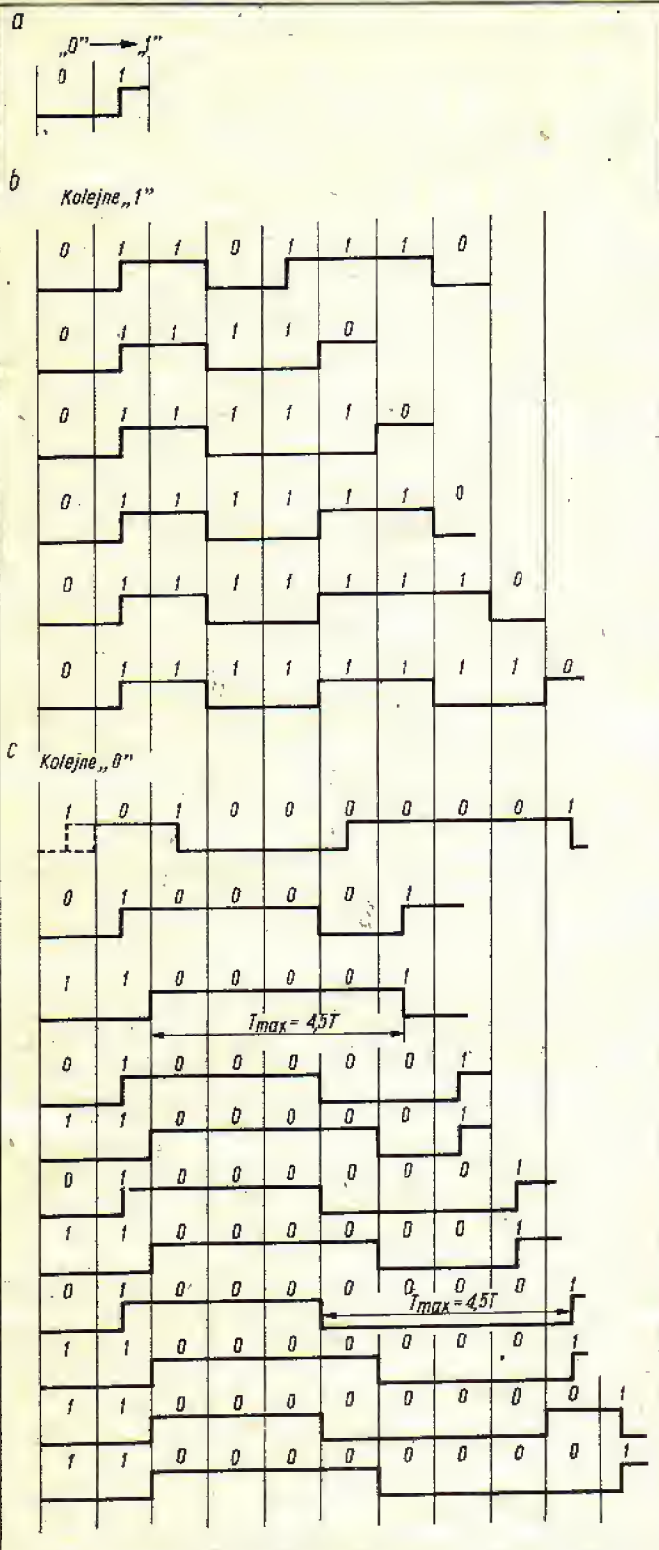 a
„0” → „1”
0 1
b
Kolejne „1”
0 1 1 0 1 1 1 0
0 1 1 1 1 0
0 1 1 1 1 1 0
0 1 1 1 1 1 1 0
0 1 1 1 1 1 1 1 0
0 1 1 1 1 1 1 1 1 0
c Kolejne „0”
1 0 1 0 0 0 0 0 0 1
0 1 0 0 0 0 1
1 1 0 0 0 0 1
Tmax = 4,5T
0 1 0 0 0 0 0 1
1 1 0 0 0 0 0 1
0 1 0 0 0 0 0 0 1
1 1 0 0 0 0 0 0 1
0 1 0 0 0 0 0 0 0 1
Tmax = 4,5T
1 1 0 0 0 0 0 0 0 1
1 1 0 0 0 0 0 0 0 0 1
1 1 0 0 0 0 0 0 0 0 1